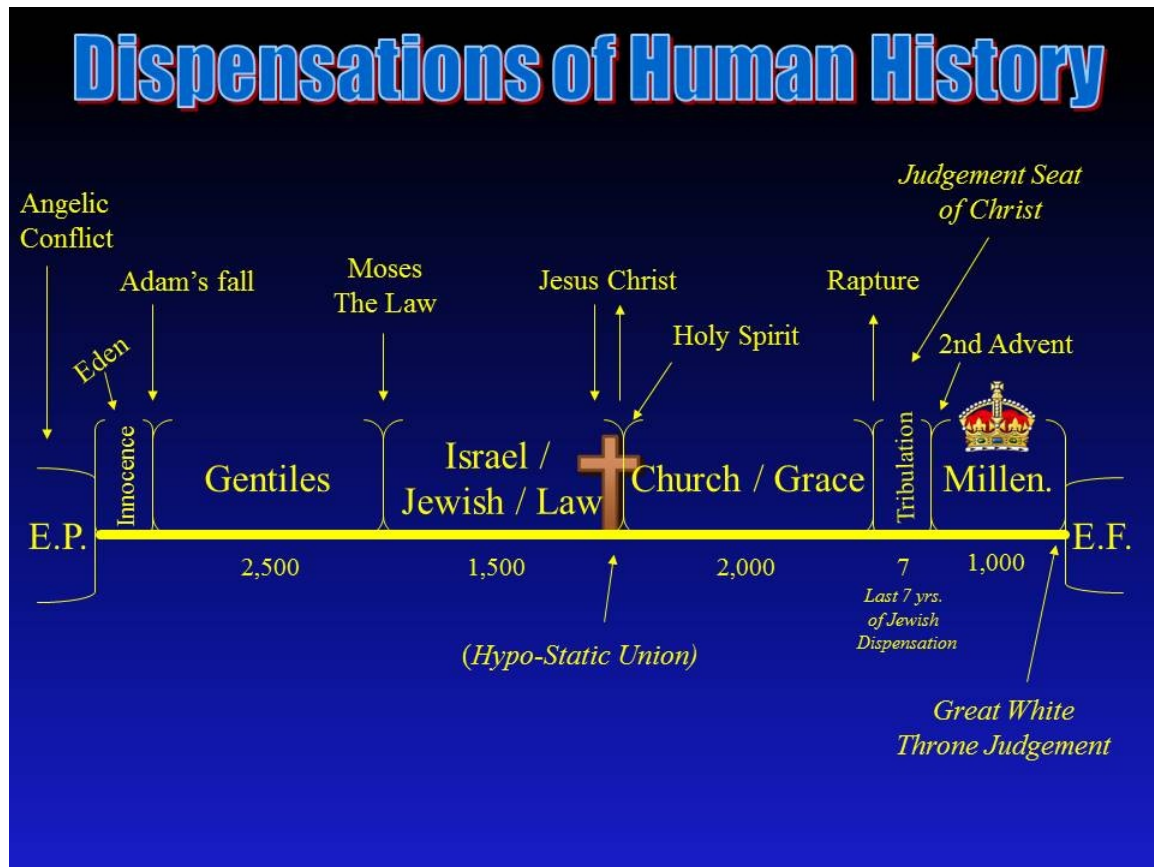 Dispensations of Human History
Judgement Seat
of Christ
Angelic
Conflict
Adam's fall
Moses
The Law
Jesus Christ
Rapture
Holy Spirit
2nd Advent
Eden
Innocence
Gentiles
Israel /
Jewish / Law
Church / Grace
Tribulation
Millen.
E.P.
E.F.
2,500
1,500
2,000
7
1,000
Last 7 yrs.
of Jewish
Dispensation
(Hypo-Static Union)
Great White
Throne Judgement